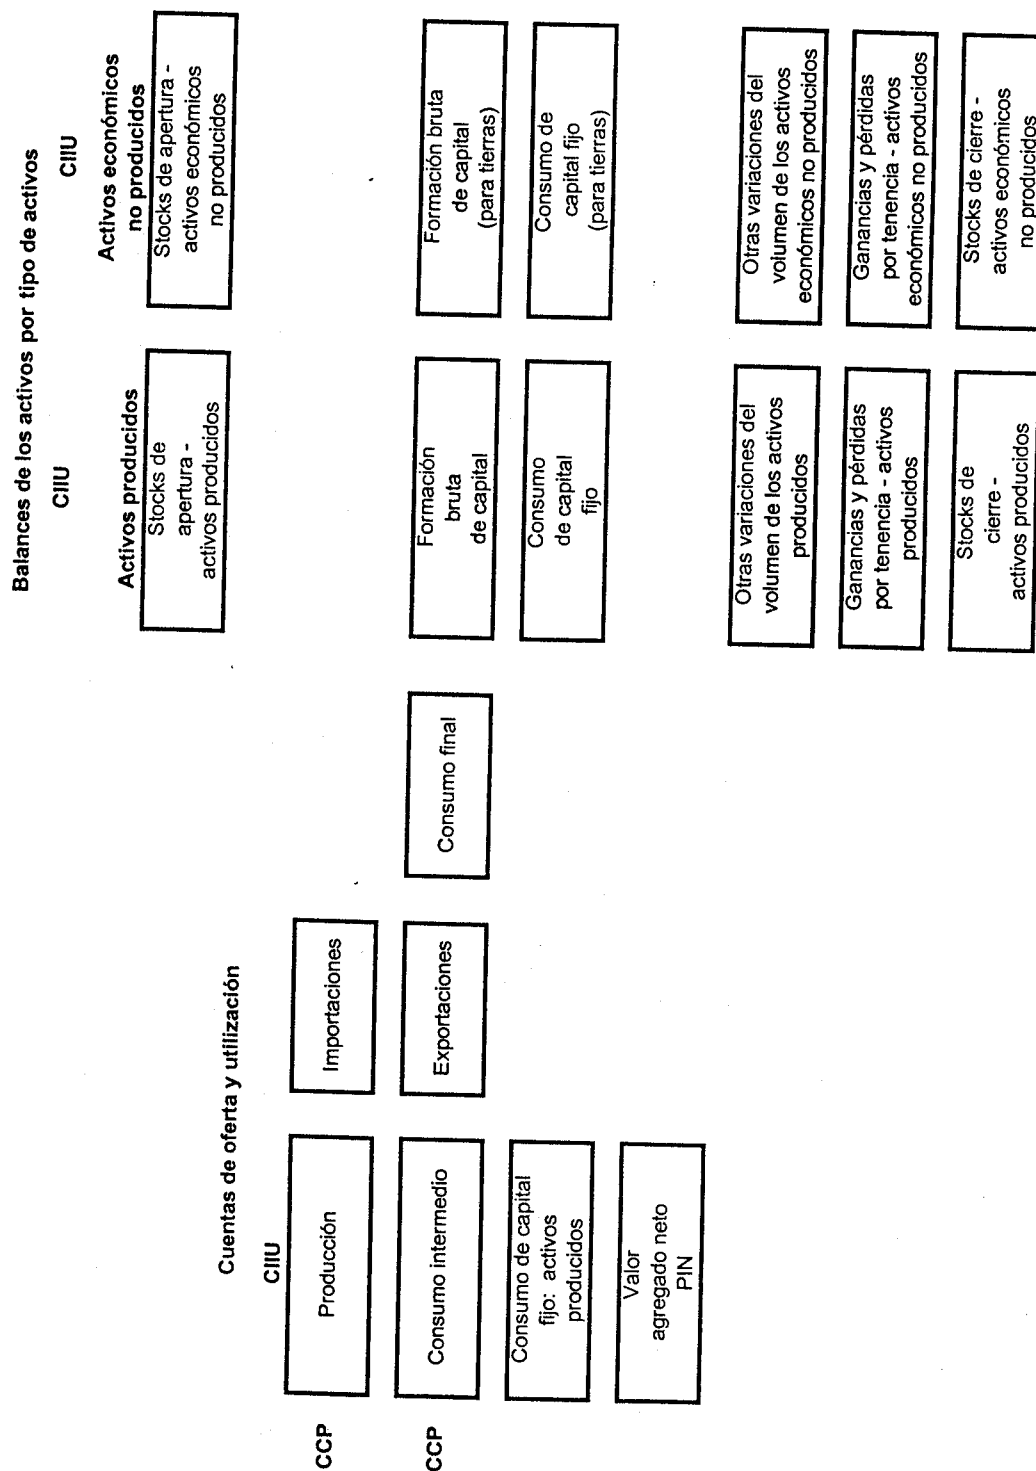 Balances de los activos por tipo de activos
CIIU
CIIU
Activos producidos
Activos económicos
no producidos
Stocks de
apertura -
activos producidos
Stocks de apertura -
activos económicos
no producidos
Cuentas de oferta y utilización
CIIU
CCP
Producción
Importaciones
CCP
Consumo intermedio
Exportaciones
Consumo final
Formación
bruta
de capital
Formación bruta
de capital
(para tierras)
Consumo de capital
fijo: activos
producidos
Consumo
de capital
fijo
Consumo de
capital fijo
(para tierras)
Valor
agregado neto
PIN
Otras variaciones del
volumen de los activos
producidos
Otras variaciones del
volumen de los activos
económicos no producidos
Ganancias y pérdidas
por tenencia - activos
producidos
Ganancias y pérdidas
por tenencia - activos
económicos no producidos
Stocks de
cierre -
activos producidos
Stocks de cierre -
activos económicos
no producidos